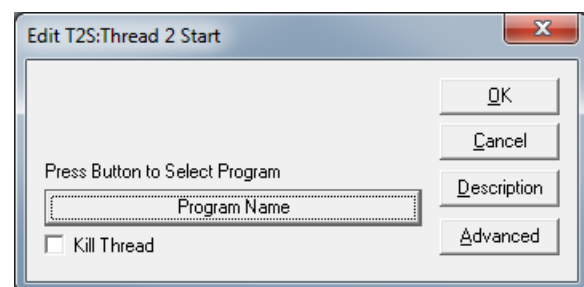 Edit T2S:Thread 2 Start
OK
Cancel
Press Button to Select Program
Description
Program Name
Kill Thread
Advanced